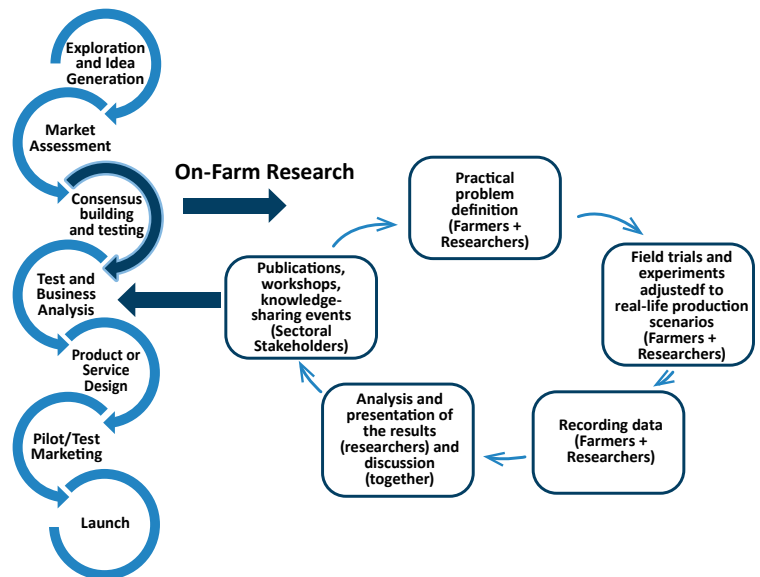 Exploration
and Idea
Generation
Market
Assessment
Consensus
building
and testing
Test and
Business
Analysis
Product or
Service
Design
Pilot/Test
Marketing
Launch
On-Farm Research
Practical
problem
definition
(Farmers +
Researchers)
Field trials and
experiments
adjustedf to
real-life production
scenarios
(Farmers +
Researchers)
Recording data
(Farmers +
Researchers)
Analysis and
presentation of
the results
(researchers) and
discussion
(together)
Publications,
workshops,
knowledge-
sharing events
(Sectoral
Stakeholders)